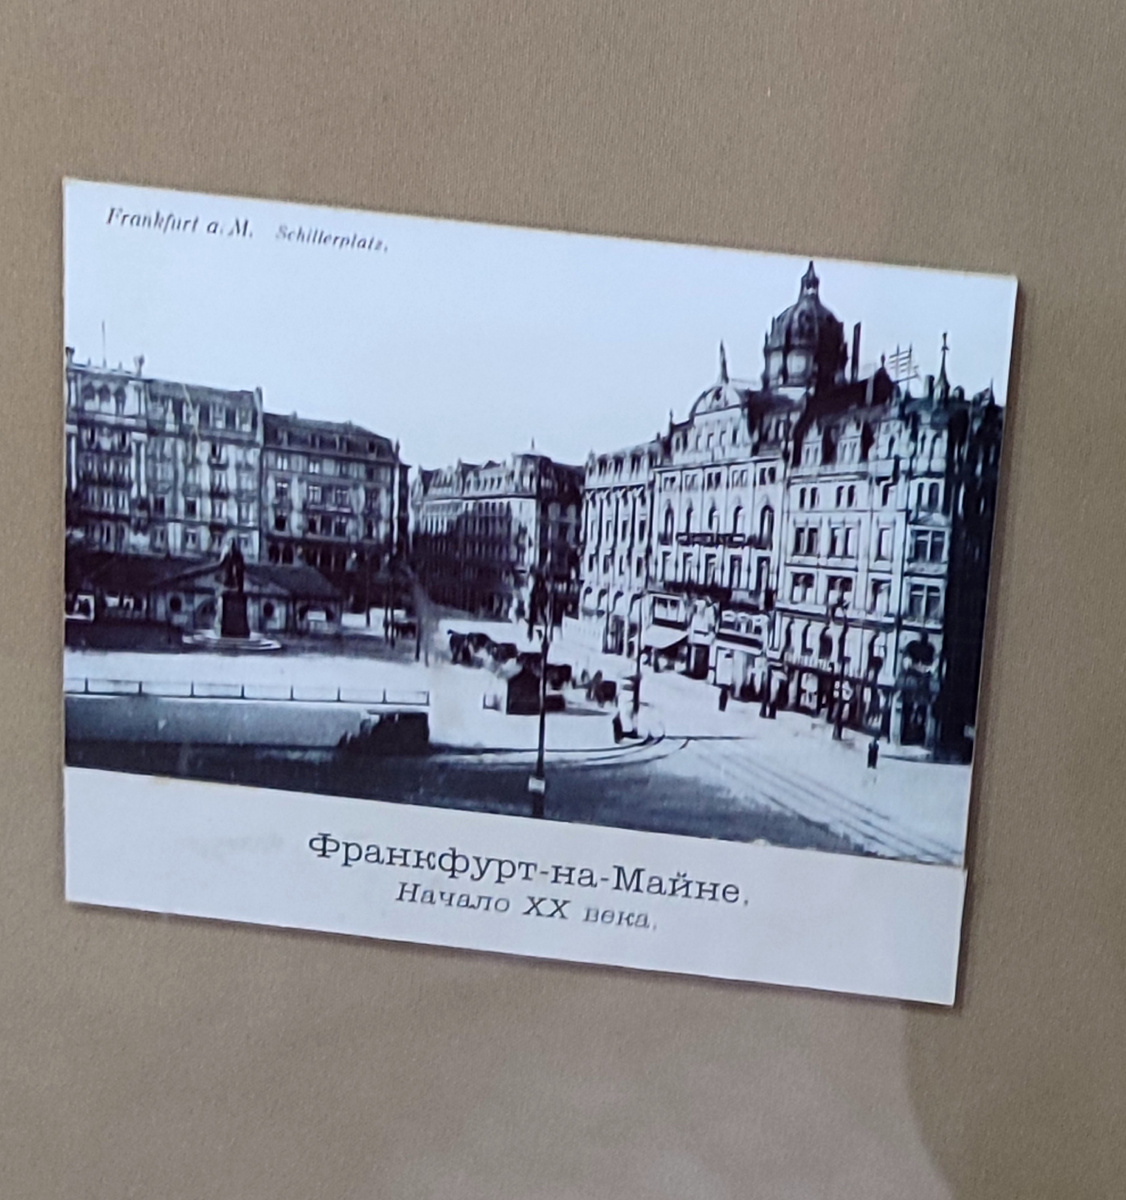 Frankfurt a. M. Schillerplatz.
Франкфурт-на-Майне.
Начало XX века.